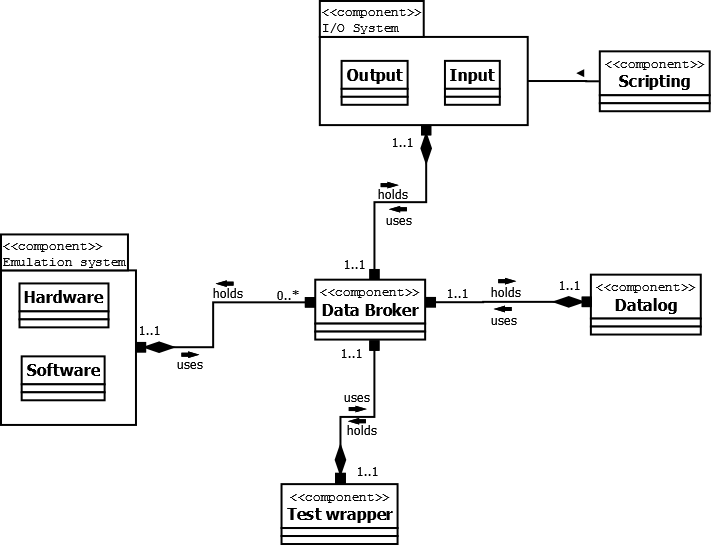 <<component>>
I/O System
Output
Input
<<component>>
Scripting
1..1
holds
uses
1..1
<<component>>
Emulation system
Hardware
Software
holds
0..*
1..1
uses
<<component>>
Data Broker
1..1
holds
uses
1..1
<<component>>
Datalog
1..1
uses
holds
1..1
<<component>>
Test wrapper